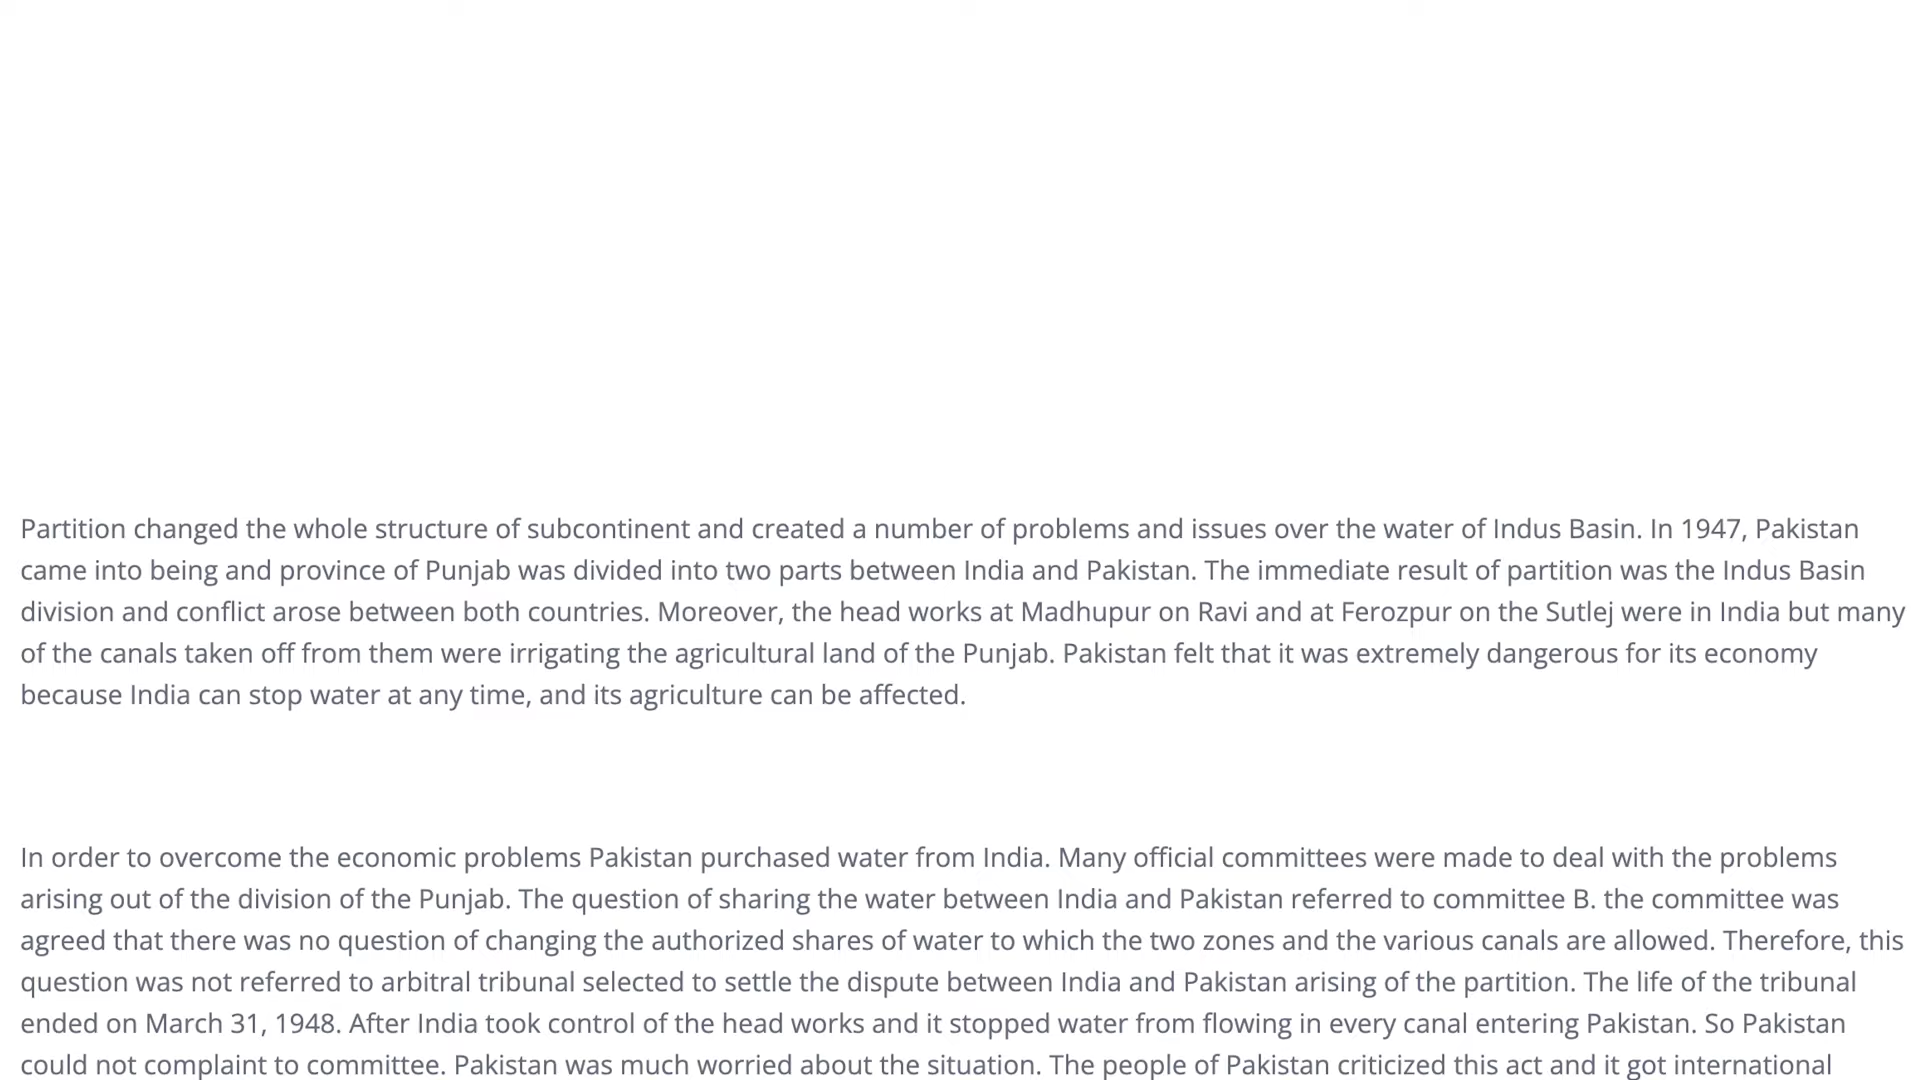 Partition changed the whole structure of subcontinent and created a number of problems and issues over the water of Indus Basin. In 1947, Pakistan
came into being and province of Punjab was divided into two parts between India and Pakistan. The immediate result of partition was the Indus Basin
division and conflict arose between both countries. Moreover, the head works at Madhupur on Ravi and at Ferozpur on the Sutlej were in India but many
of the canals taken off from them were irrigating the agricultural land of the Punjab. Pakistan felt that it was extremely dangerous for its economy
because India can stop water at any time, and its agriculture can be affected.
In order to overcome the economic problems Pakistan purchased water from India. Many official committees were made to deal with the problems
arising out of the division of the Punjab. The question of sharing the water between India and Pakistan referred to committee B. the committee was
agreed that there was no question of changing the authorized shares of water to which the two zones and the various canals are allowed. Therefore, this
question was not referred to arbitral tribunal selected to settle the dispute between India and Pakistan arising of the partition. The life of the tribunal
ended on March 31, 1948. After India took control of the head works and it stopped water from flowing in every canal entering Pakistan. So Pakistan
could not complaint to committee. Pakistan was much worried about the situation. The people of Pakistan criticized this act and it got international